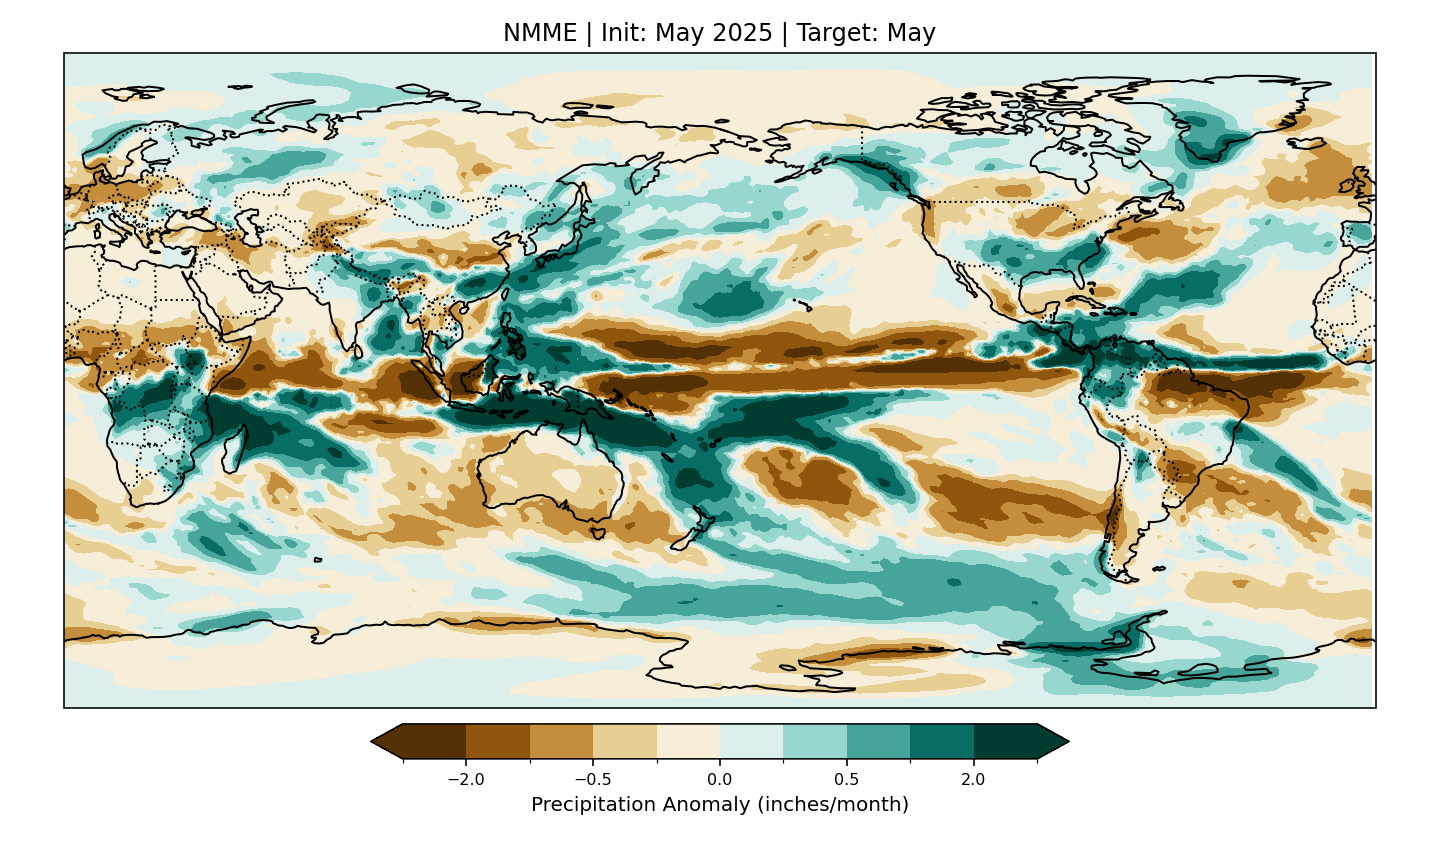 NMME | Init: May 2025 | Target: May
−2.0 −0.5 0.0 0.5 2.0
Precipitation Anomaly (inches/month)